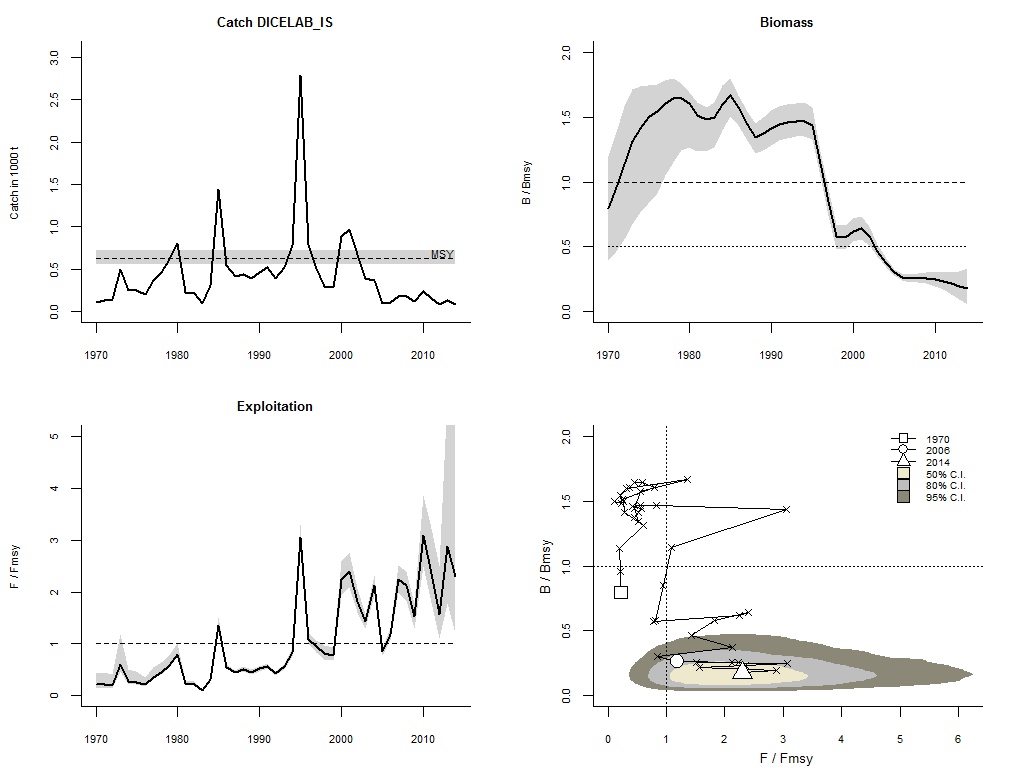 Catch DICELAB_IS
Catch in 1000 t
3.0
2.5
2.0
1.5
1.0
0.5
0.0
MSY
1970 1980 1990 2000 2010
Biomass
B / Bmsy
2.0
1.5
1.0
0.5
0.0
1970 1980 1990 2000 2010
Exploitation
F / Fmsy
5
4
3
2
1
0
1970 1980 1990 2000 2010
B / Bmsy
2.0
1.5
1.0
0.5
0.0
1970
2006
2014
50% C.I.
80% C.I.
95% C.I.
0 1 2 3 4 5 6
F / Fmsy